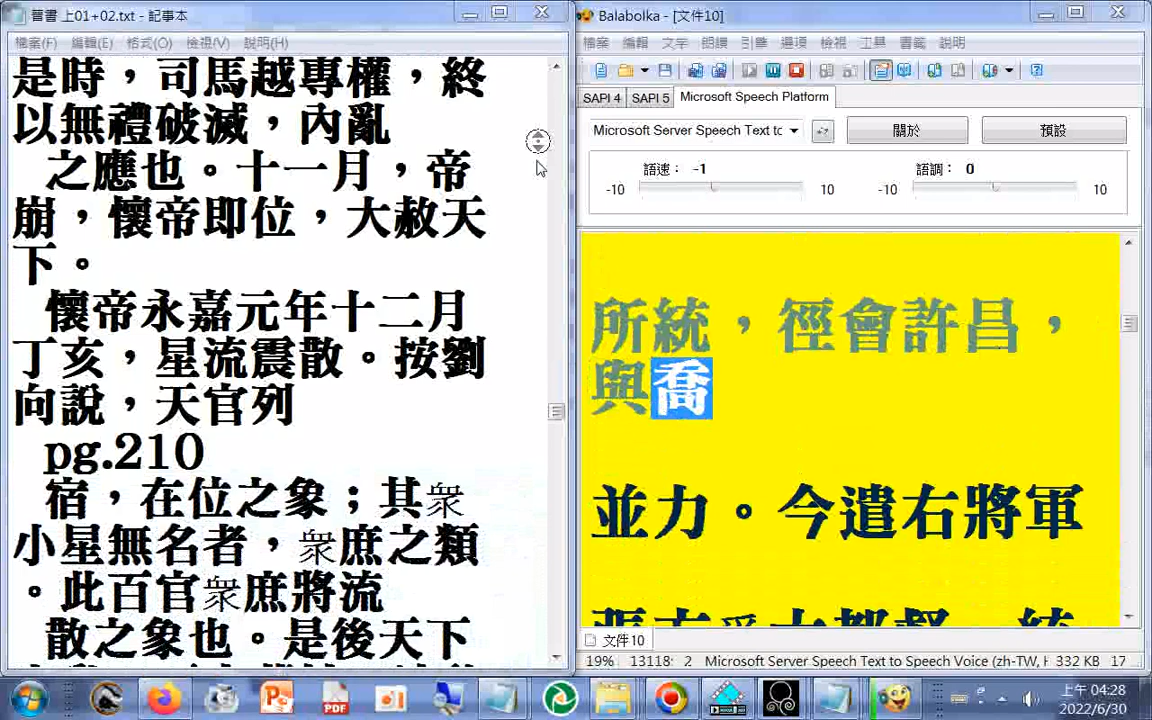 晉書 上01+02.txt - 記事本
檔案(F) 編輯(E) 格式(O) 檢視(V) 說明(H)
是時，司馬越專權，終
以無禮破滅，內亂
之應也。十一月，帝
崩，懷帝即位，大赦天
下。
懷帝永嘉元年十二月
丁亥，星流震散。按劉
向說，天官列
pg.210
宿，在位之象；其衆
小星無名者，衆庶之類
。此百官衆庶將流
散之象也。是後天下
Balabolka - [文件10]
檔案 編輯 文字 朗讀 引擎 選項 檢視 工具 書籤 說明
SAPI 4 SAPI 5 Microsoft Speech Platform
Microsoft Server Speech Text to
關於 預設
語速： -1 語調： 0
-10 10 -10 10
所統，徑會許昌，
與喬
並力。今遣右將軍
文件10
19% 13118: 2 Microsoft Server Speech Text to Speech Voice (zh-TW, H 332 KB 17
上午 04:28
2022/6/30